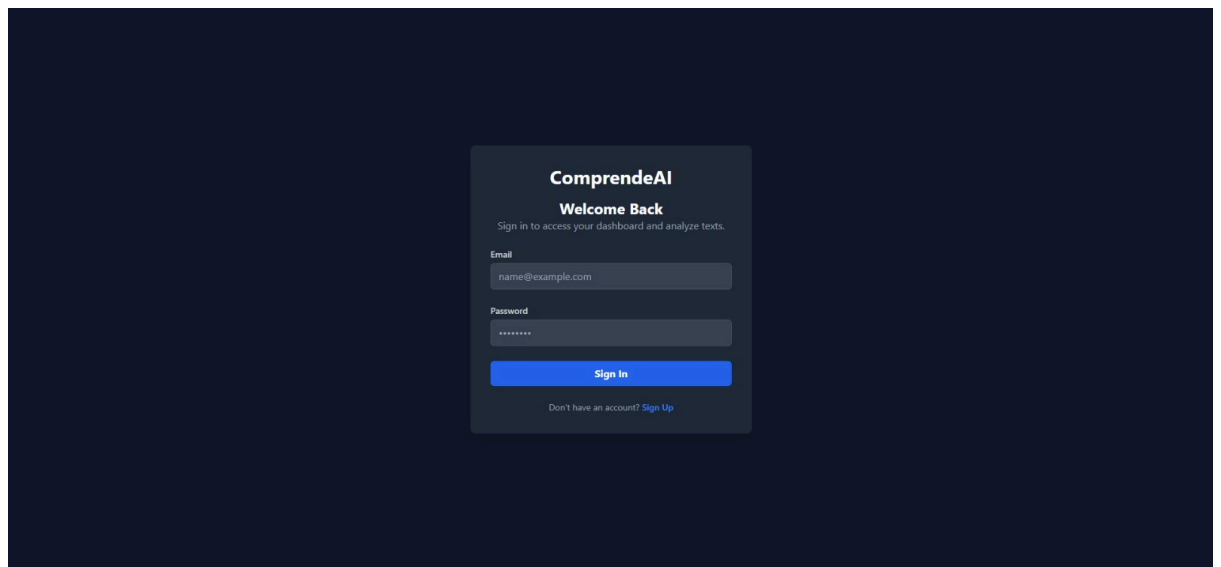 ComprendeAI
Welcome Back
Sign in to access your dashboard and analyze texts.
Email
name@example.com
Password
••••••••
Sign In
Don't have an account? Sign Up